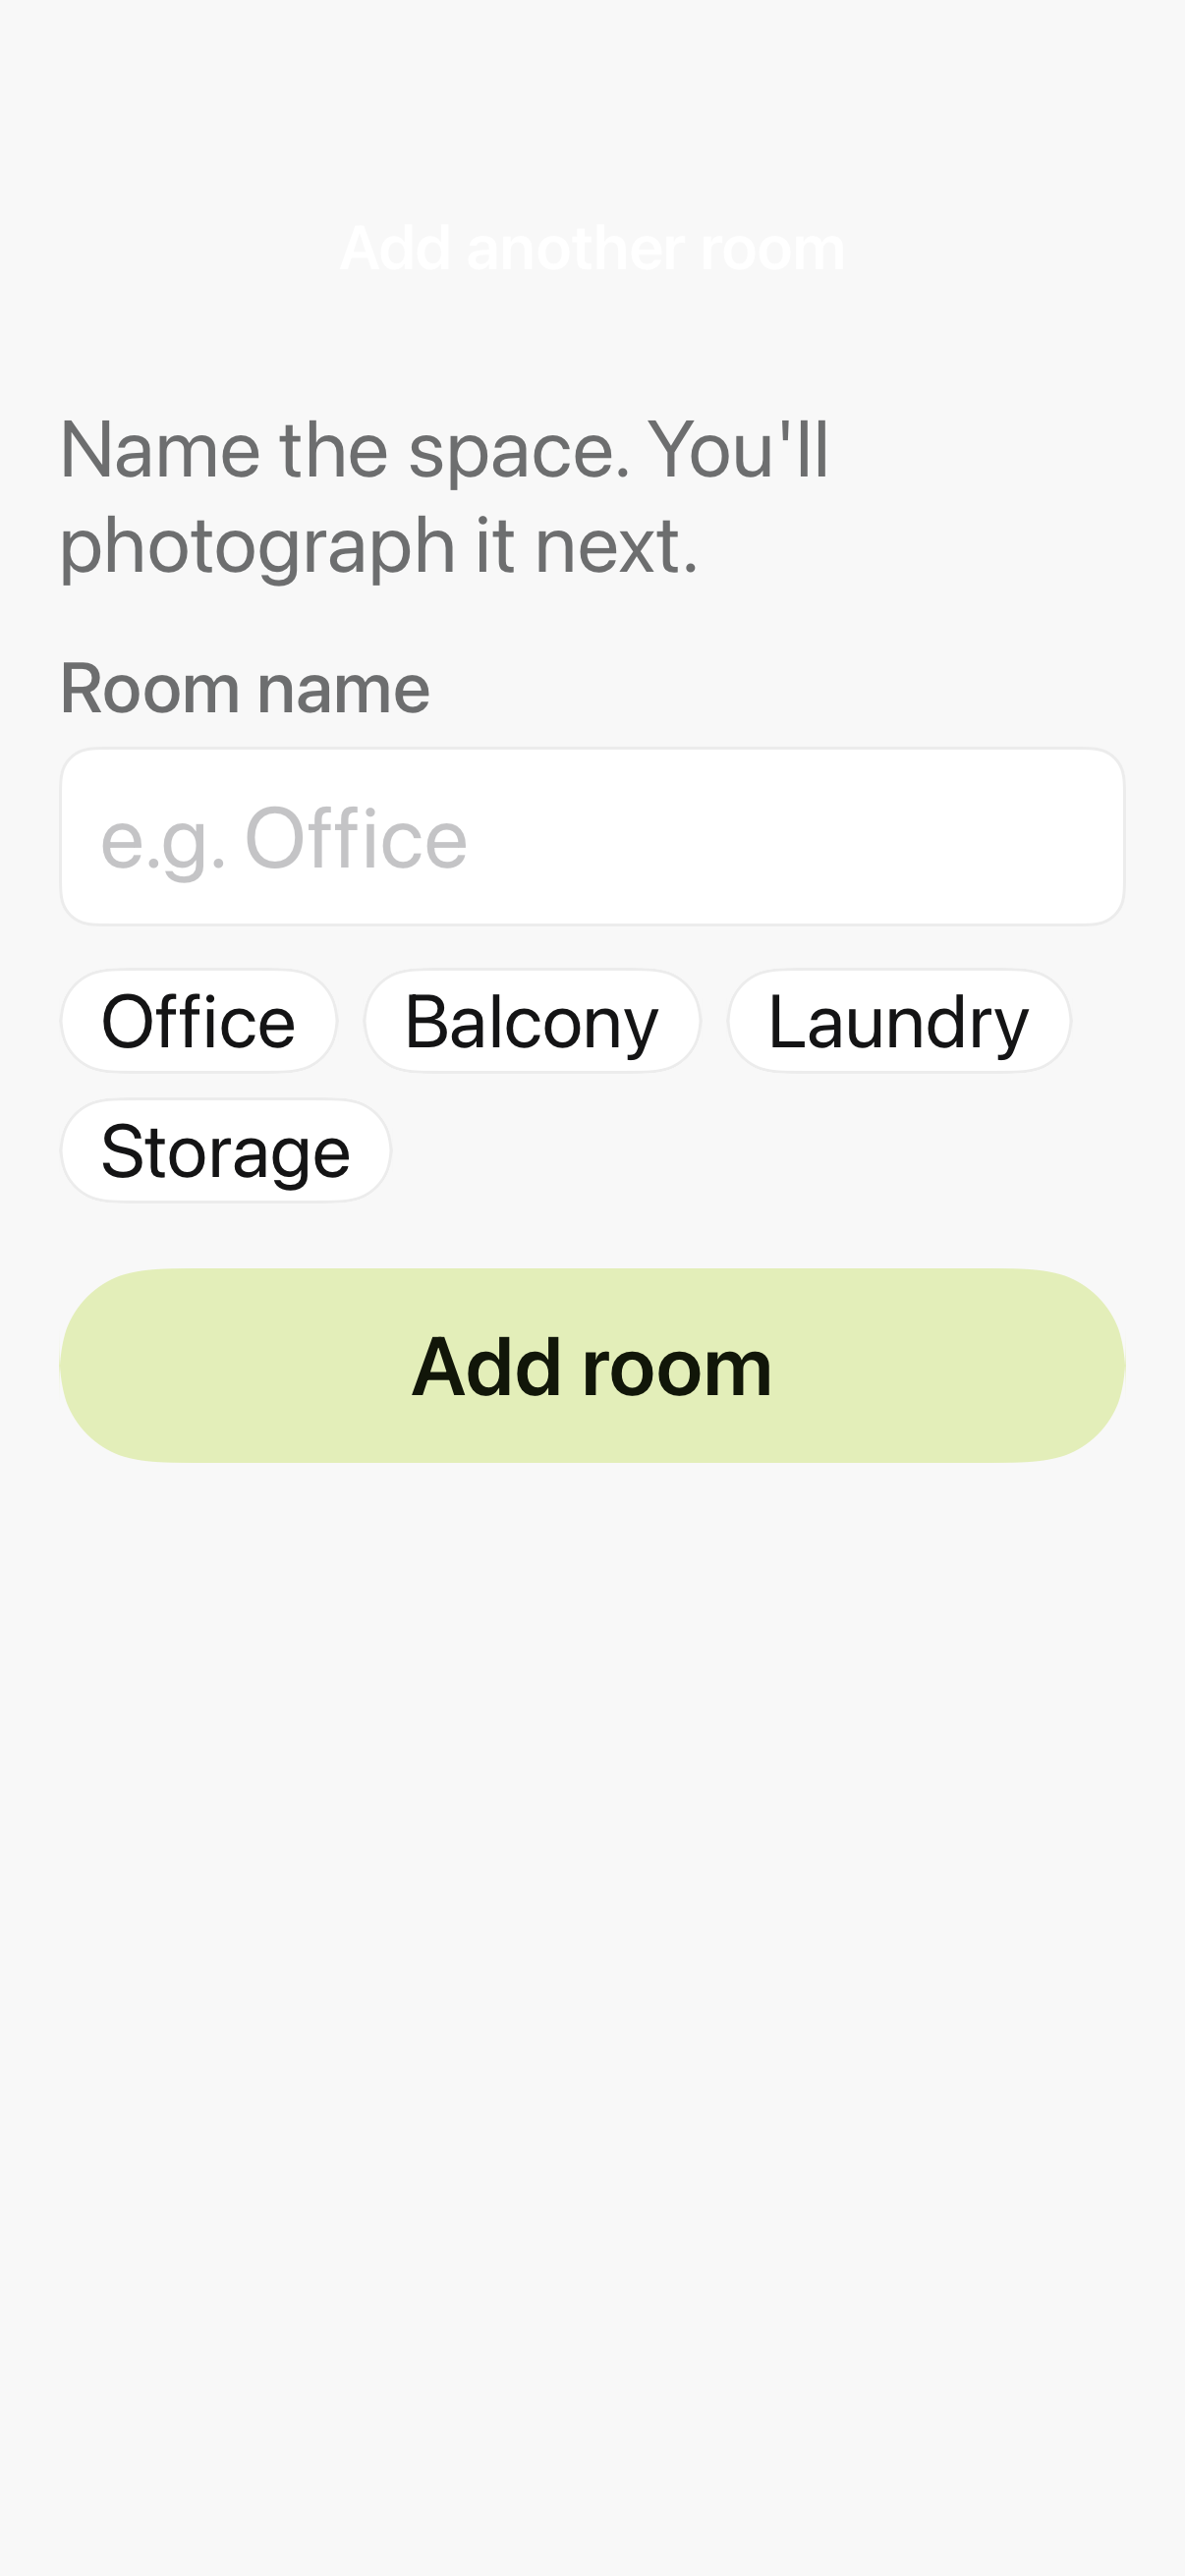 Add another room
Name the space. You'll
photograph it next.
Room name
e.g. Office
Office Balcony Laundry
Storage
Add room